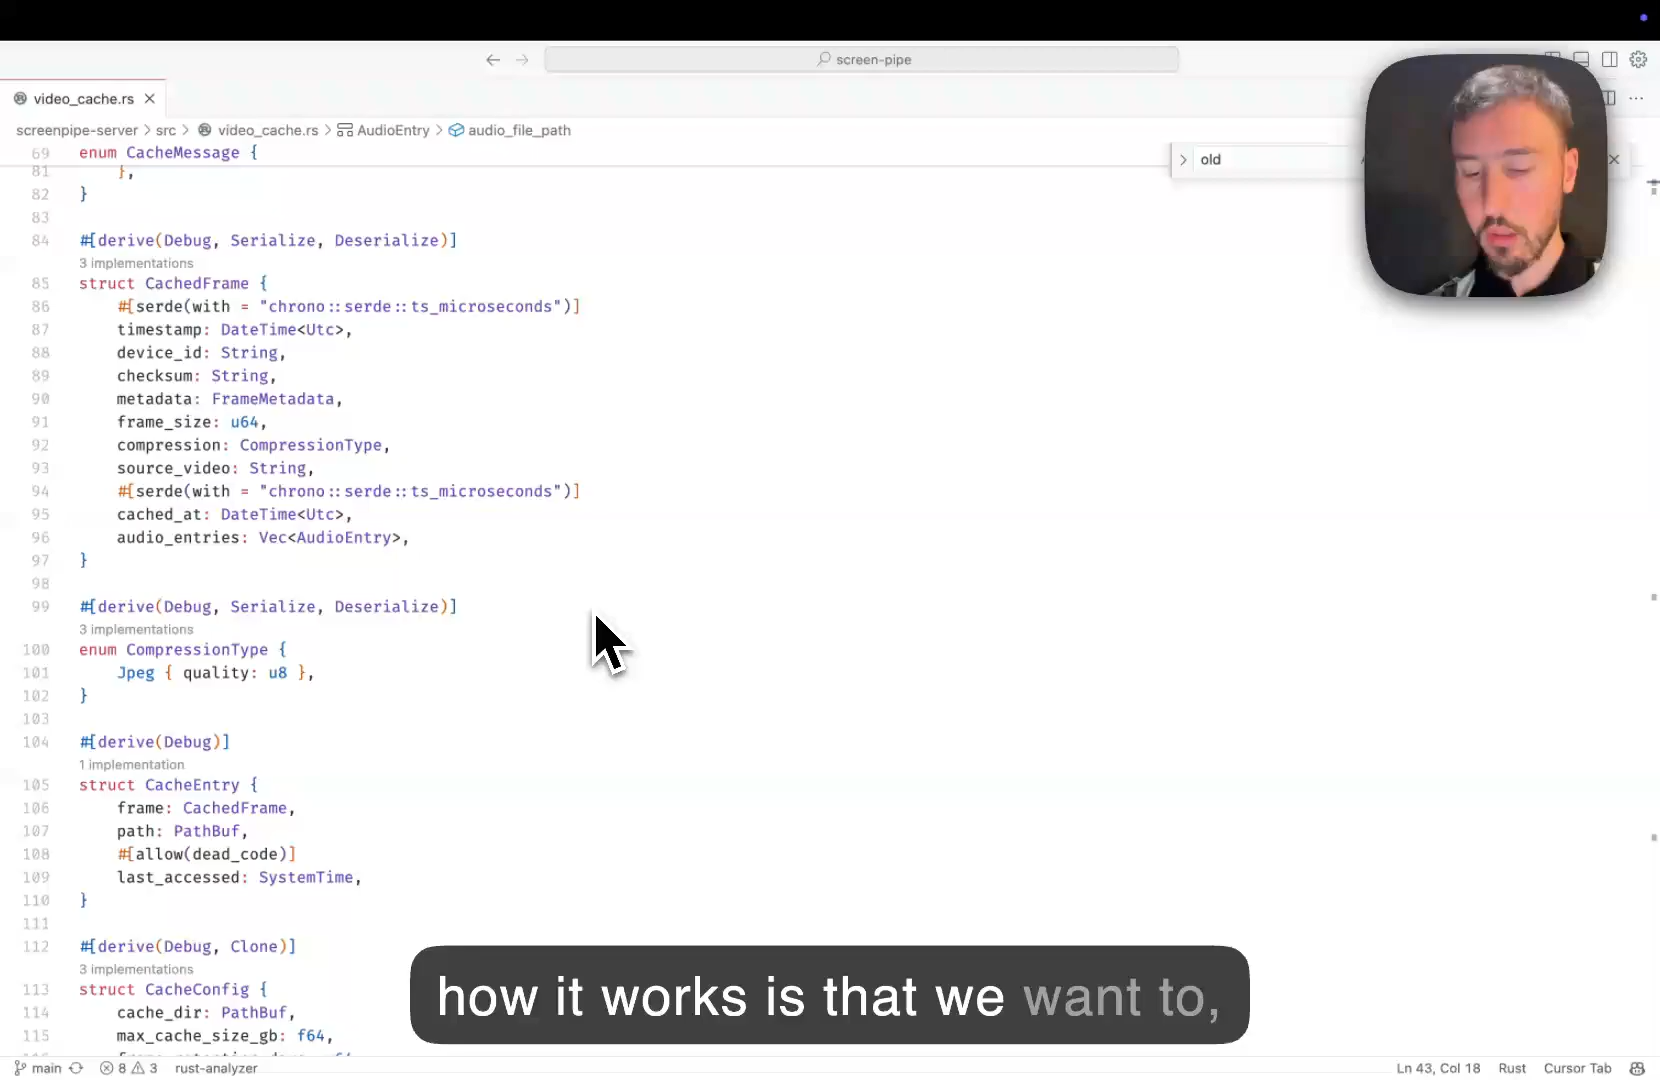 screen-pipe
video_cache.rs
screenpipe-server > src > video_cache.rs > AudioEntry > audio_file_path
old
69 enum CacheMessage {
81 },
82 }
83
84 #[derive(Debug, Serialize, Deserialize)]
3 implementations
85 struct CachedFrame {
86 #[serde(with = "chrono::serde::ts_microseconds")]
87 timestamp: DateTime<Utc>,
88 device_id: String,
89 checksum: String,
90 metadata: FrameMetadata,
91 frame_size: u64,
92 compression: CompressionType,
93 source_video: String,
94 #[serde(with = "chrono::serde::ts_microseconds")]
95 cached_at: DateTime<Utc>,
96 audio_entries: Vec<AudioEntry>,
97 }
98
99 #[derive(Debug, Serialize, Deserialize)]
3 implementations
100 enum CompressionType {
101 Jpeg { quality: u8 },
102 }
103
104 #[derive(Debug)]
1 implementation
105 struct CacheEntry {
106 frame: CachedFrame,
107 path: PathBuf,
108 #[allow(dead_code)]
109 last_accessed: SystemTime,
110 }
111
112 #[derive(Debug, Clone)]
3 implementations
113 struct CacheConfig {
114 cache_dir: PathBuf,
115 max_cache_size_gb: f64,
how it works is that we want to,
main 8 3 rust-analyzer Ln 43, Col 18 Rust Cursor Tab